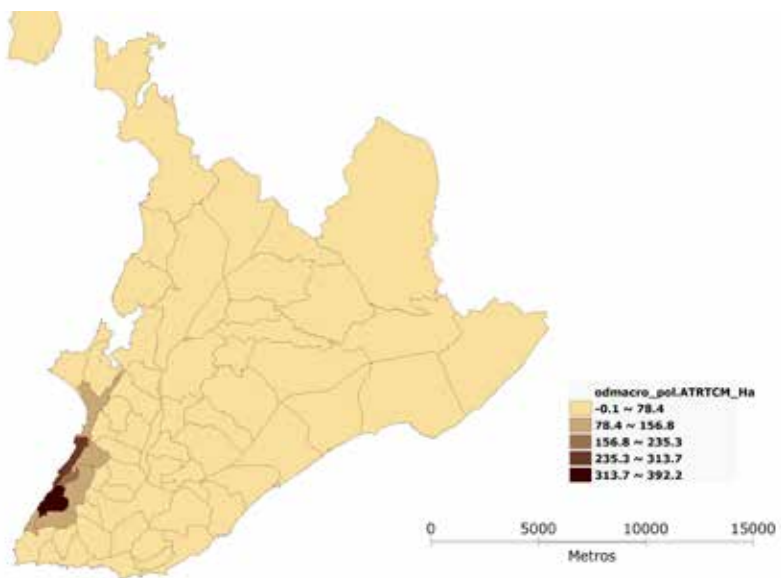 odmacro_pol.ATRTCM_Ha
-0.1 ~ 78.4
78.4 ~ 156.8
156.8 ~ 235.3
235.3 ~ 313.7
313.7 ~ 392.2
0 5000 10000 15000
Metros